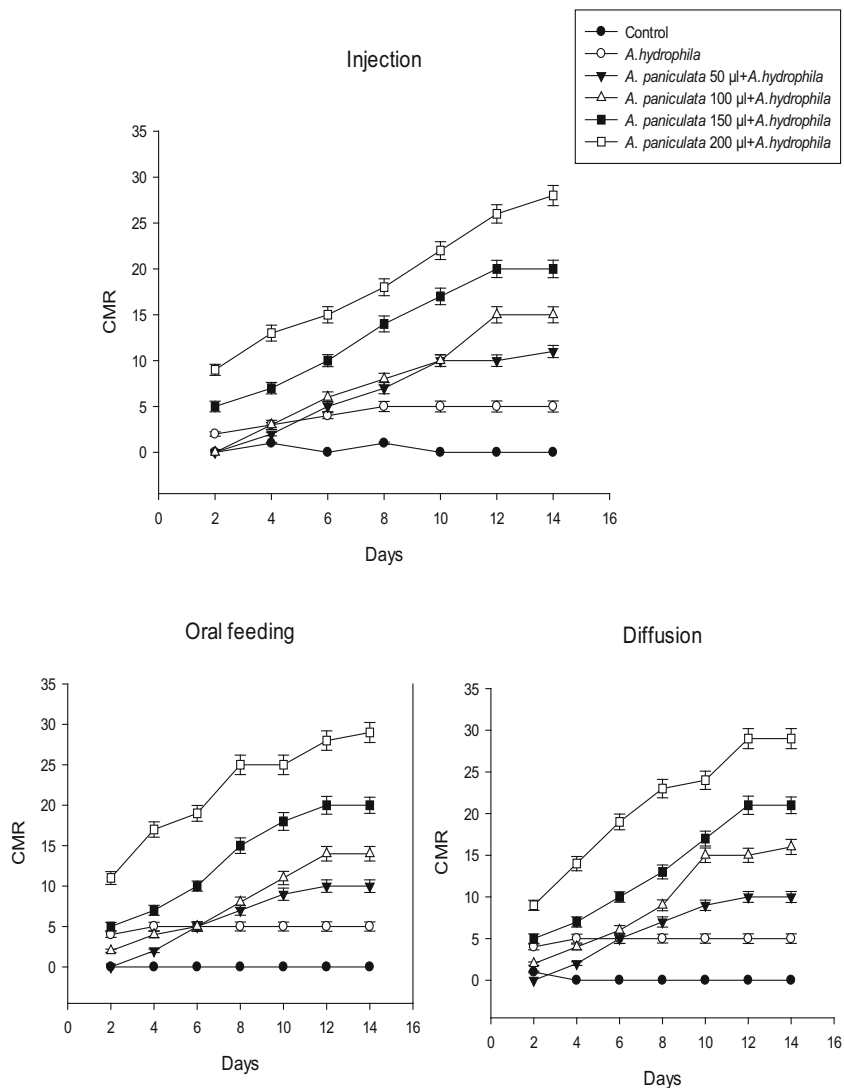 Control
A.hydrophila
A. paniculata 50 µl+A.hydrophila
A. paniculata 100 µl+A.hydrophila
A. paniculata 150 µl+A.hydrophila
A. paniculata 200 µl+A.hydrophila
Injection
35
30
25
20
15
10
5
0
CMR
0 2 4 6 8 10 12 14 16
Days
Oral feeding
35
30
25
20
15
10
5
0
CMR
0 2 4 6 8 10 12 14 16
Days
Diffusion
35
30
25
20
15
10
5
0
CMR
0 2 4 6 8 10 12 14 16
Days